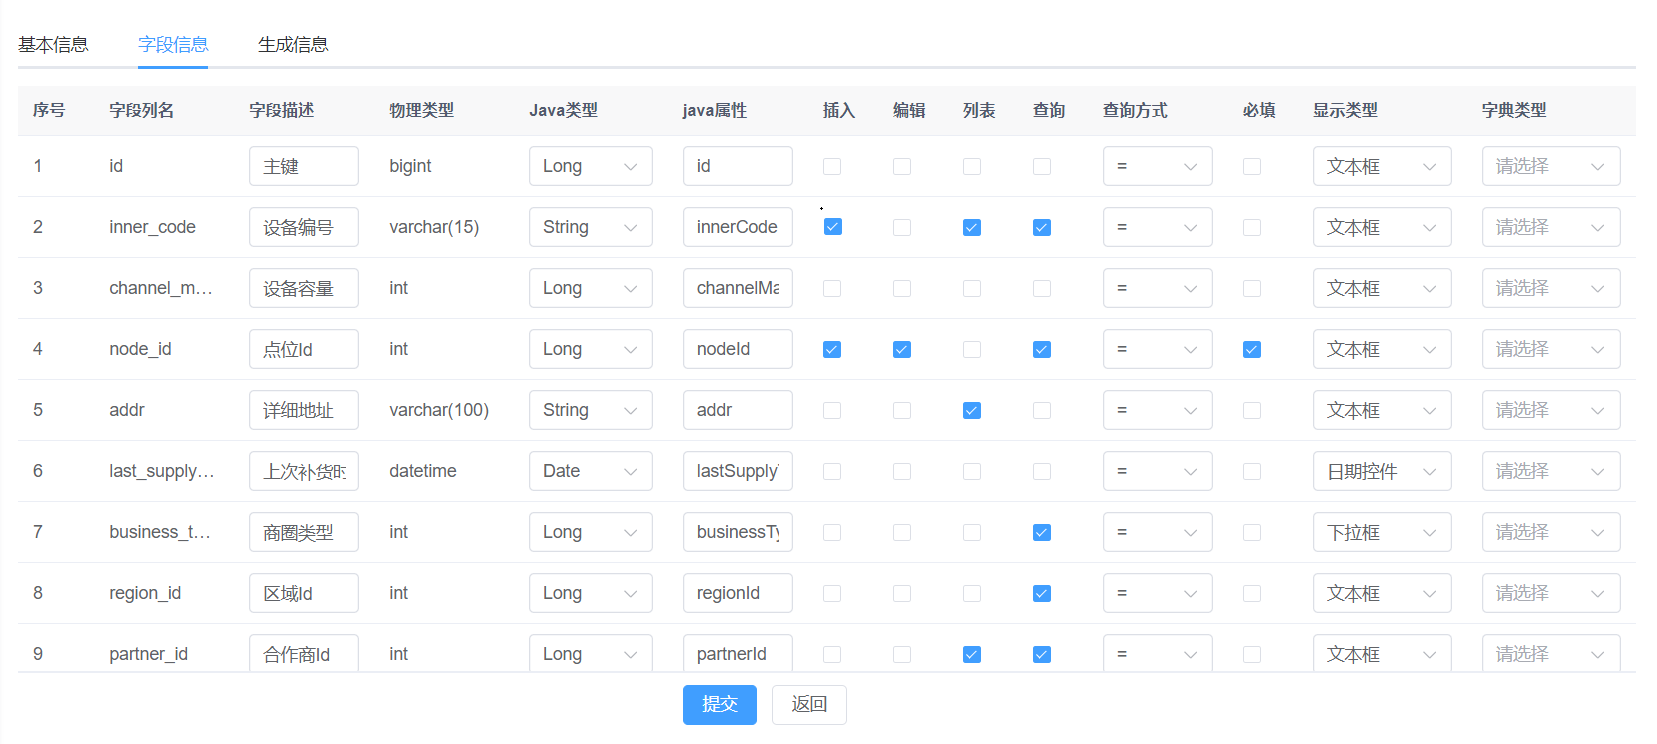 基本信息 字段信息 生成信息
序号 字段列名 字段描述 物理类型 Java类型 java属性 插入 编辑 列表 查询 查询方式 必填 显示类型 字典类型
1 id 主键 bigint Long id = 文本框 请选择
2 inner_code 设备编号 varchar(15) String innerCode = 文本框 请选择
3 channel_m... 设备容量 int Long channelMa = 文本框 请选择
4 node_id 点位Id int Long nodeId = 文本框 请选择
5 addr 详细地址 varchar(100) String addr = 文本框 请选择
6 last_supply... 上次补货时 datetime Date lastSupply = 日期控件 请选择
7 business_t... 商圈类型 int Long businessTy = 下拉框 请选择
8 region_id 区域Id int Long regionId = 文本框 请选择
9 partner_id 合作商Id int Long partnerId = 文本框 请选择
提交 返回